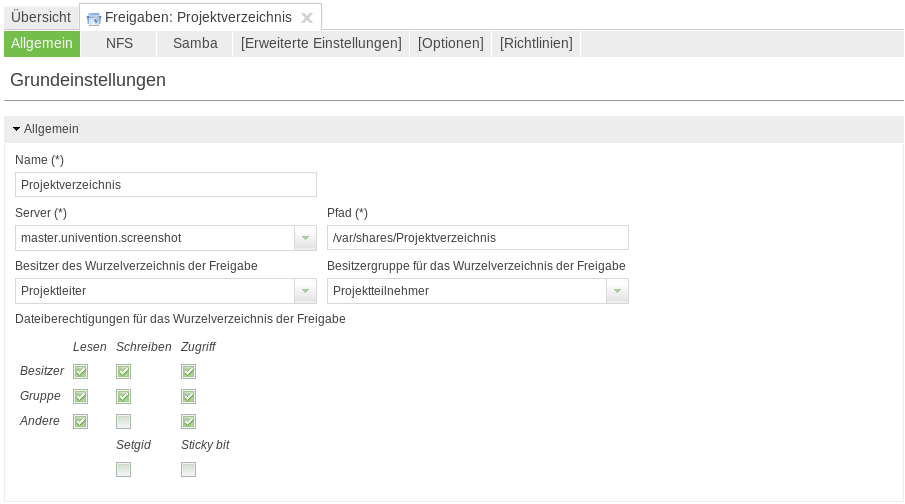 Übersicht Freigaben: Projektverzeichnis
Allgemein NFS Samba [Erweiterte Einstellungen] [Optionen] [Richtlinien]
Grundeinstellungen
Allgemein
Name (*)
Projektverzeichnis
Server (*) Pfad (*)
master.univention.screenshot /var/shares/Projektverzeichnis
Besitzer des Wurzelverzeichnis der Freigabe Besitzergruppe für das Wurzelverzeichnis der Freigabe
Projektleiter Projektteilnehmer
Dateiberechtigungen für das Wurzelverzeichnis der Freigabe
Lesen Schreiben Zugriff
Besitzer
Gruppe
Andere
Setgid Sticky bit